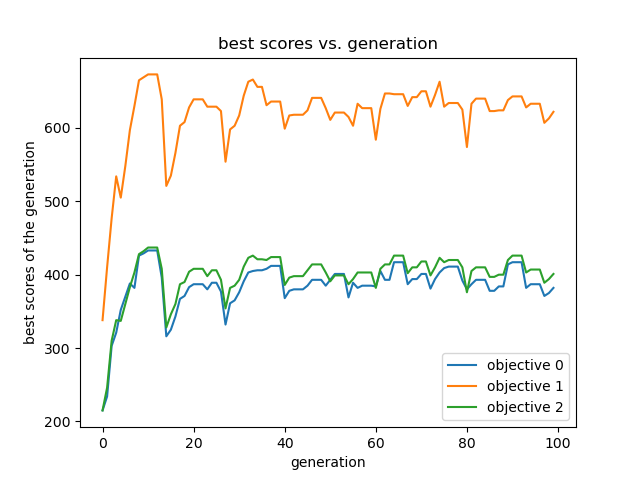 best scores vs. generation
best scores of the generation
600
500
400
300
200
0
20
40
60
80
100
generation
objective 0
objective 1
objective 2